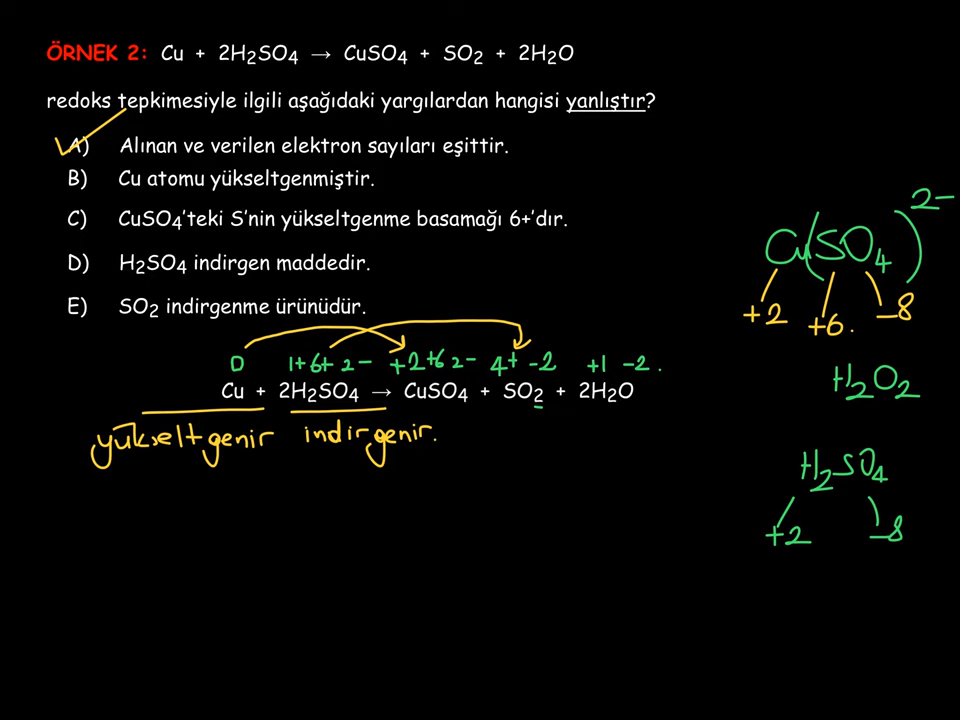 ÖRNEK 2: Cu + 2H2SO4 → CuSO4 + SO2 + 2H2O
redoks tepkimesiyle ilgili aşağıdaki yargılardan hangisi yanlıştır?
A) Alınan ve verilen elektron sayıları eşittir.
B) Cu atomu yükseltgenmiştir.
C) CuSO4'teki S'nin yükseltgenme basamağı 6+'dır.
D) H2SO4 indirgen maddedir.
E) SO2 indirgenme ürünüdür.
0 1+ 6+ 2- +2 +6 2- 4+ -2 +1 -2.
Cu + 2H2SO4 → CuSO4 + SO2 + 2H2O
yükseltgenir indirgenir.
Cu(SO4)2-
+2 +6. -8
H2O2
H2SO4
+2 -8